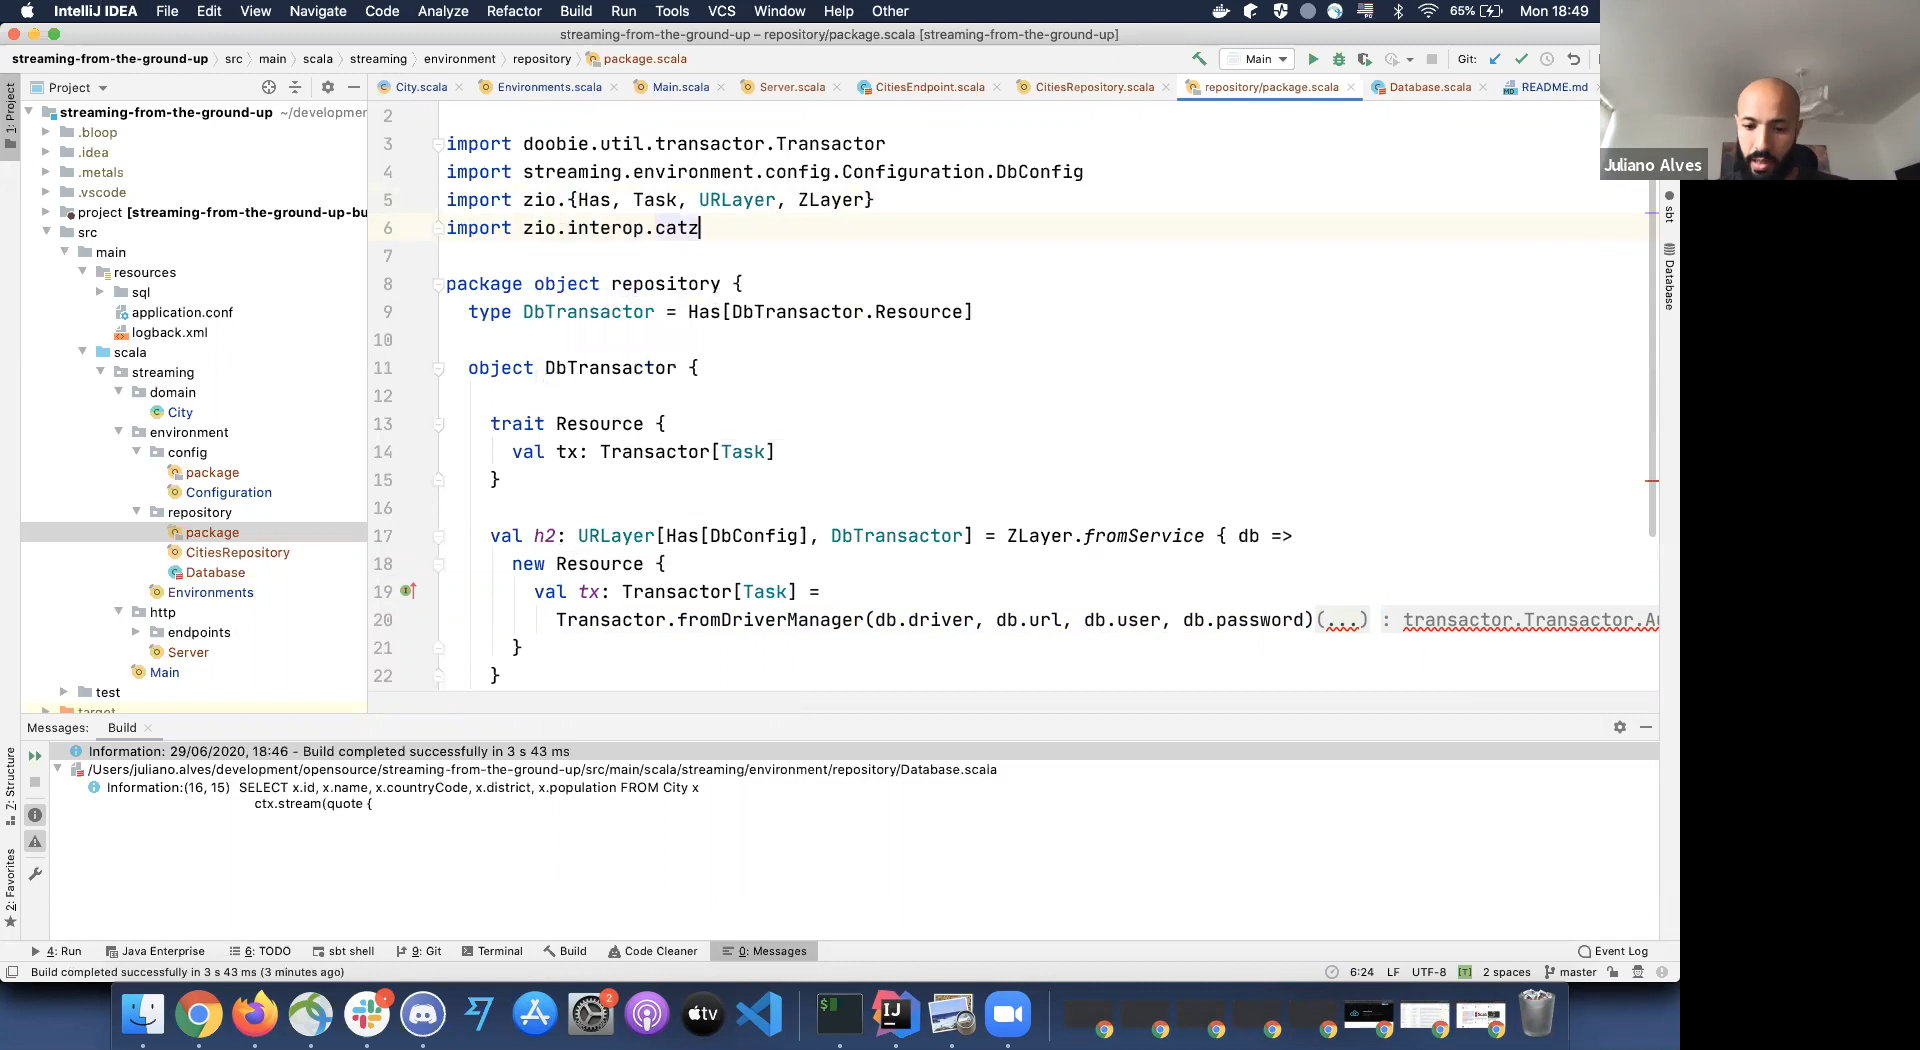 IntelliJ IDEA File Edit View Navigate Code Analyze Refactor Build Run Tools VCS Window Help Other 65% Mon 18:49
streaming-from-the-ground-up – repository/package.scala [streaming-from-the-ground-up]
streaming-from-the-ground-up src main scala streaming environment repository package.scala Main Git:
Project City.scala Environments.scala Main.scala Server.scala CitiesEndpoint.scala CitiesRepository.scala repository/package.scala Database.scala README.md
1: Project
streaming-from-the-ground-up ~/developmer
.bloop
.idea
.metals
.vscode
project [streaming-from-the-ground-up-bu
src
main
resources
sql
application.conf
logback.xml
scala
streaming
domain
City
environment
config
package
Configuration
repository
package
CitiesRepository
Database
Environments
http
endpoints
Server
Main
test
target
2
3 import doobie.util.transactor.Transactor
4 import streaming.environment.config.Configuration.DbConfig
5 import zio.{Has, Task, URLayer, ZLayer}
6 import zio.interop.catz
7
8 package object repository {
9 type DbTransactor = Has[DbTransactor.Resource]
10
11 object DbTransactor {
12
13 trait Resource {
14 val tx: Transactor[Task]
15 }
16
17 val h2: URLayer[Has[DbConfig], DbTransactor] = ZLayer.fromService { db =>
18 new Resource {
19 val tx: Transactor[Task] =
20 Transactor.fromDriverManager(db.driver, db.url, db.user, db.password)(...) : transactor.Transactor.A
21 }
22 }
Juliano Alves
sbt
Database
Messages: Build
Information: 29/06/2020, 18:46 - Build completed successfully in 3 s 43 ms
/Users/juliano.alves/development/opensource/streaming-from-the-ground-up/src/main/scala/streaming/environment/repository/Database.scala
Information:(16, 15) SELECT x.id, x.name, x.countryCode, x.district, x.population FROM City x
ctx.stream(quote {
Z: Structure
2: Favorites
4: Run Java Enterprise 6: TODO sbt shell 9: Git Terminal Build Code Cleaner 0: Messages Event Log
Build completed successfully in 3 s 43 ms (3 minutes ago) 6:24 LF UTF-8 [T] 2 spaces master
2 $ tv IJ